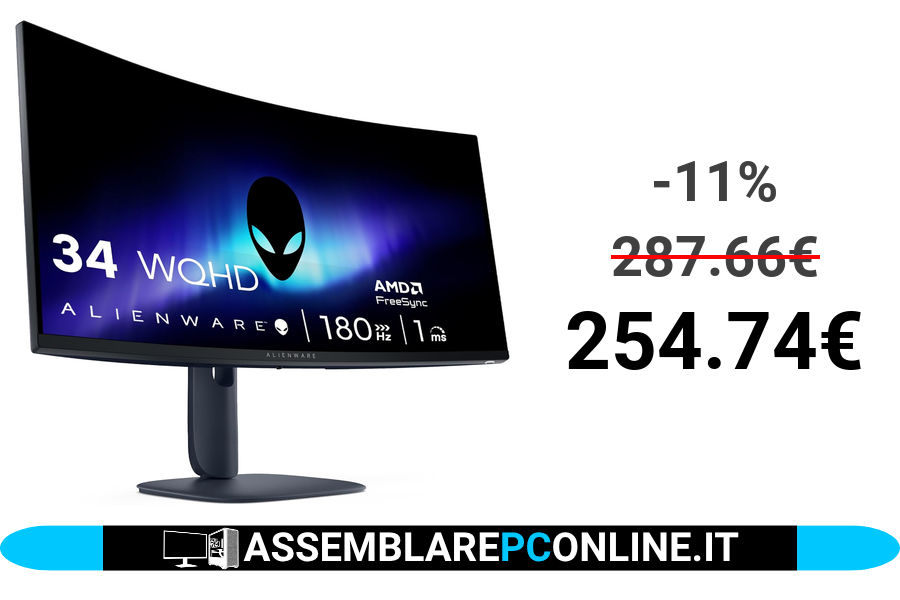 34 WQHD
AMD
FreeSync
ALIENWARE 180 Hz 1 ms
ALIENWARE
-11%
287.66€
254.74€
ASSEMBLAREPCONLINE.IT